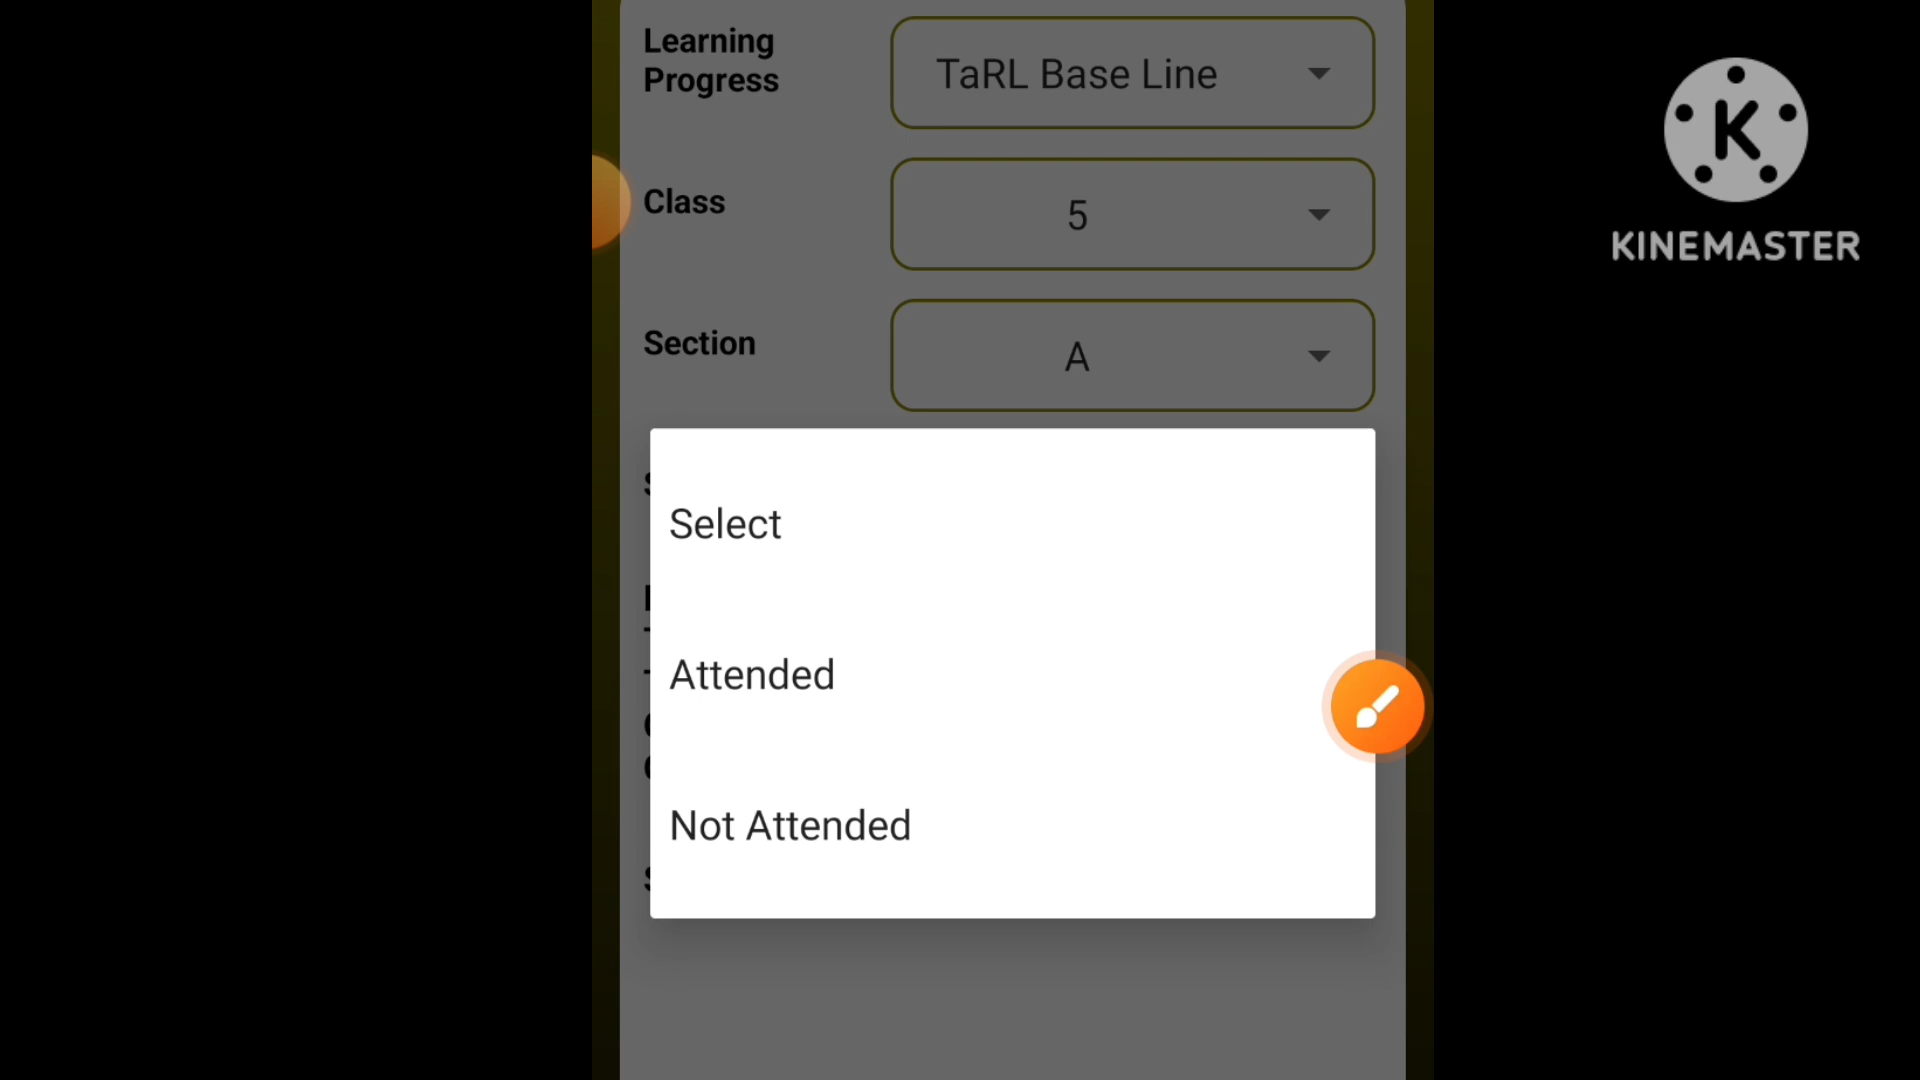 Learning
Progress
TaRL Base Line
Class
5
Section
A
Select
Attended
Not Attended
K
KINEMASTER